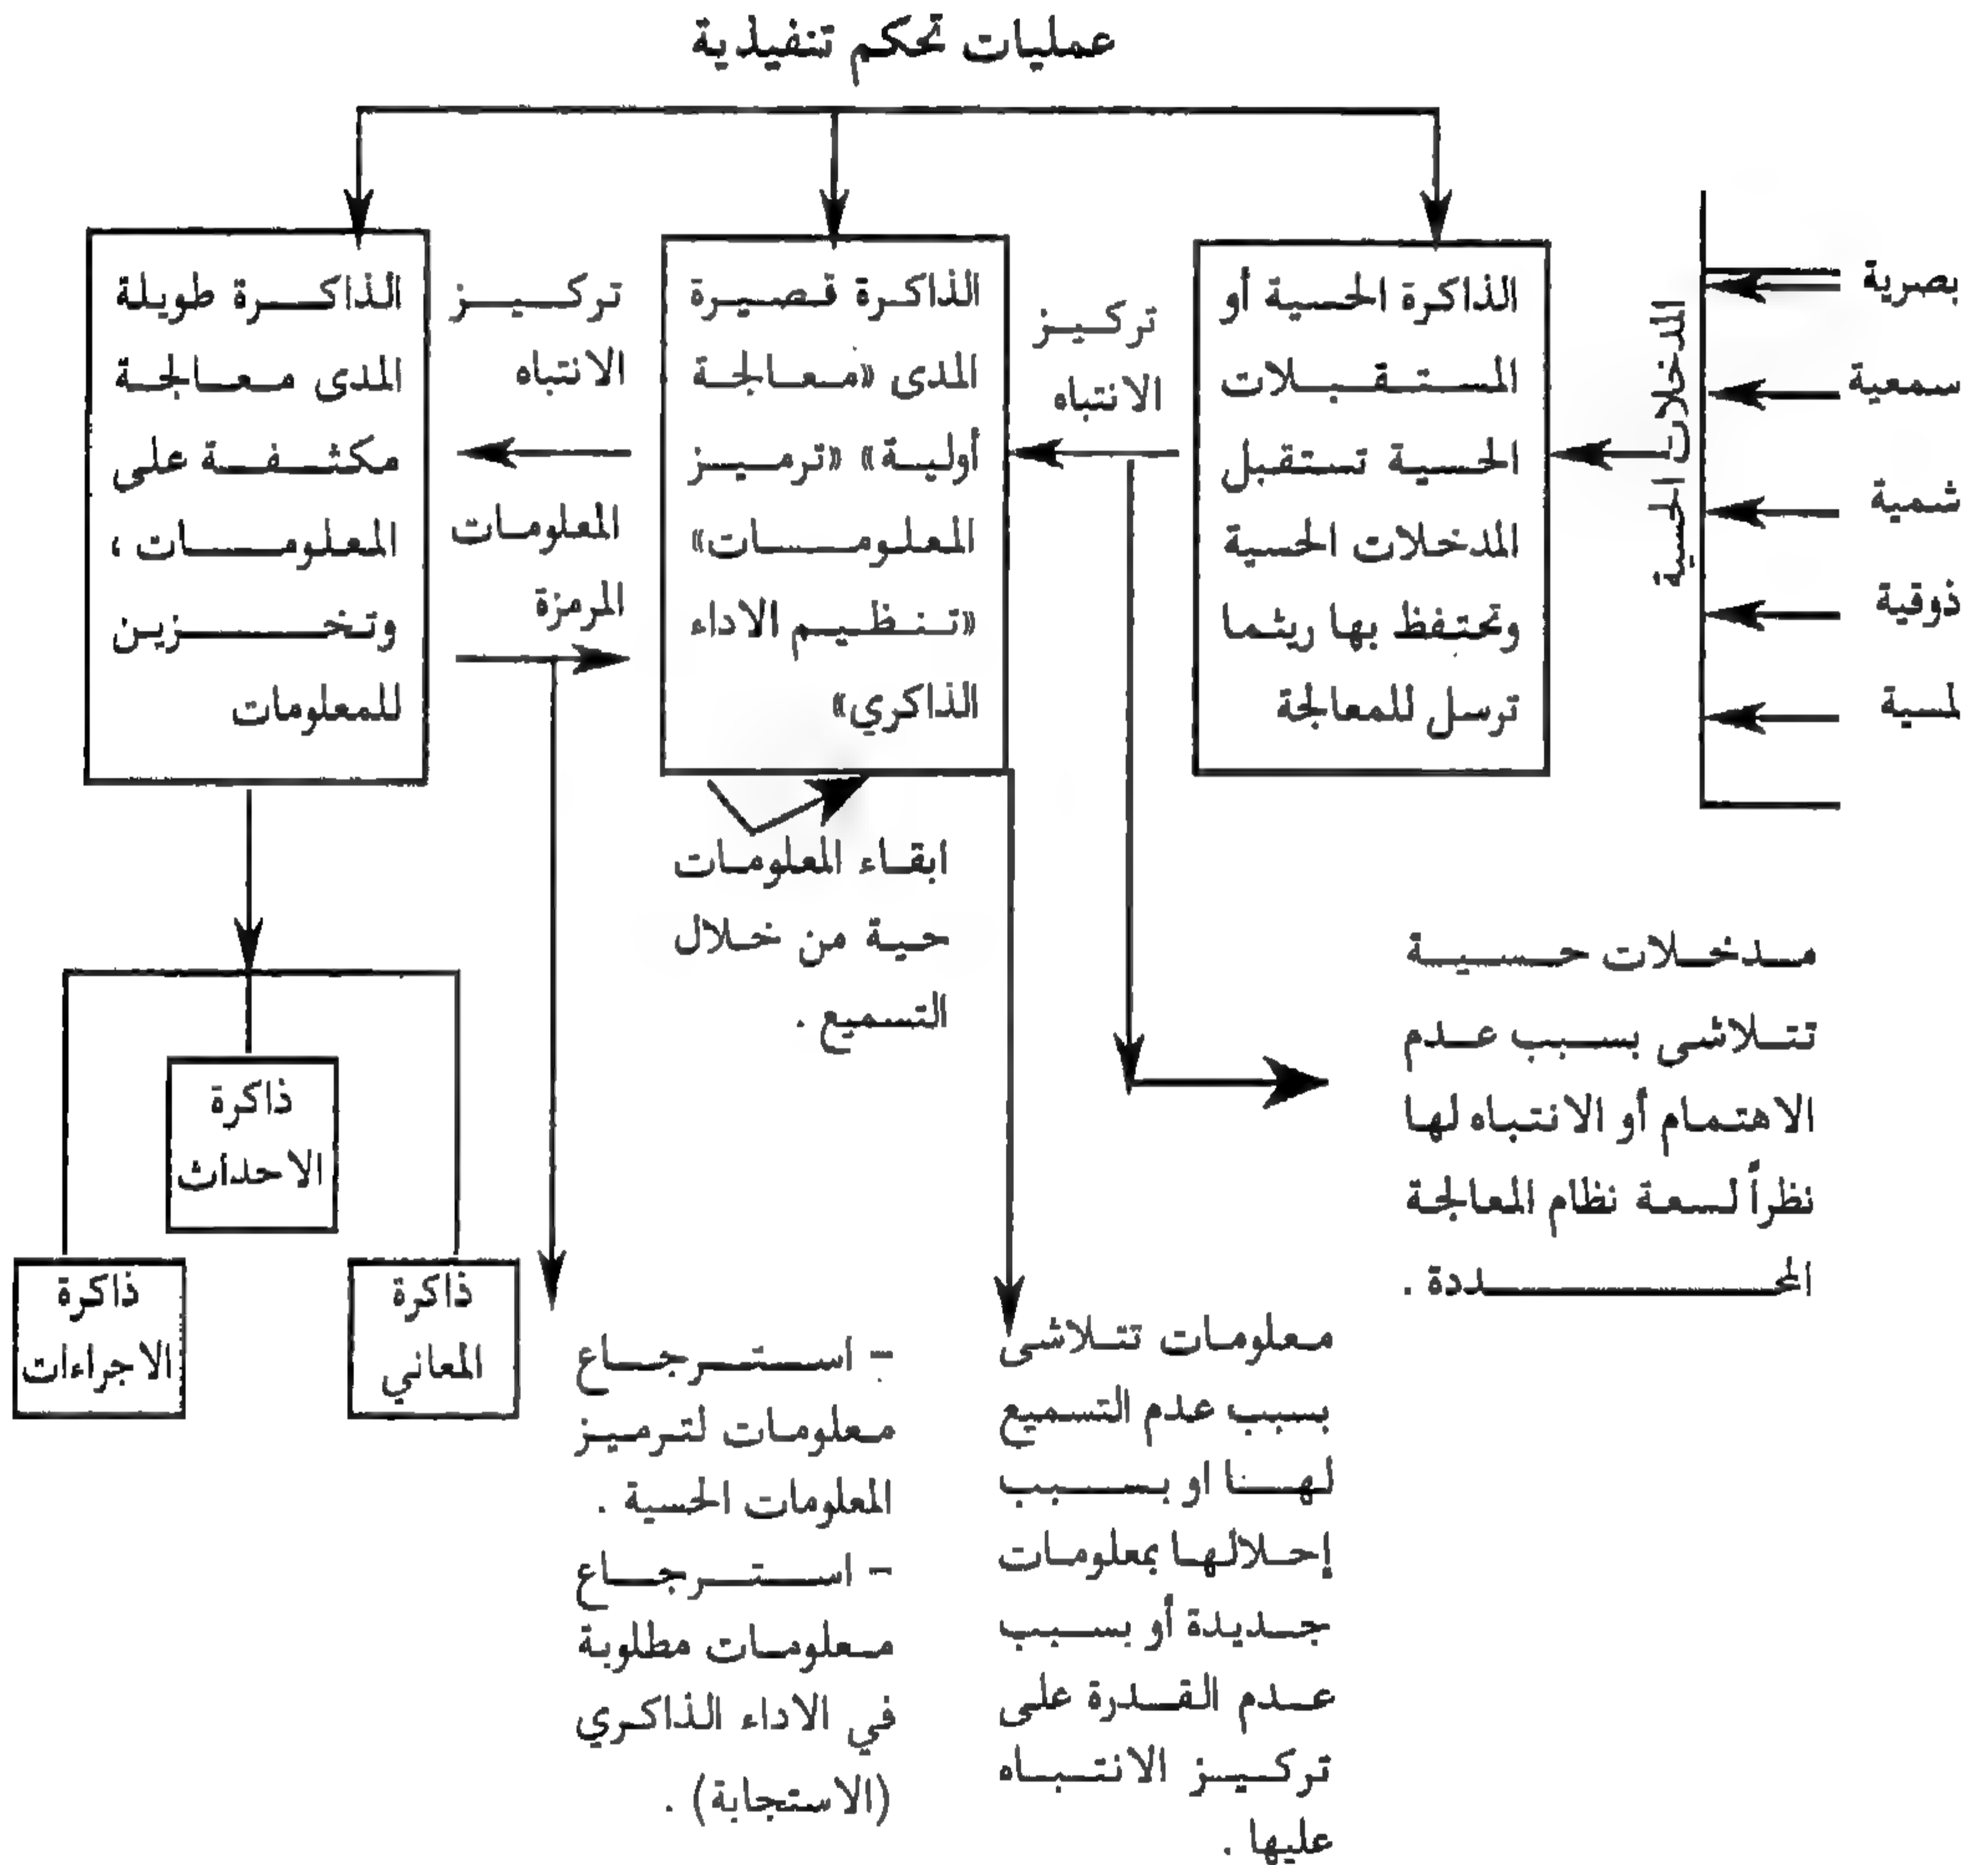 عمليات تحكم تنفيذية
بصرية
سمعية
شمية
ذوقية
لمسية
المدخلات الحسية
الذاكرة الحسية أو
المستقبلات
الحسية تستقبل
المدخلات الحسية
وتحتفظ بها ريثما
ترسل للمعالجة
تركيز
الانتباه
الذاكرة قصيرة
المدى «معالجة
أولية» «ترميز
المعلومات»
«تنظيم الاداء
الذاكري»
تركيز
الانتباه
المعلومات
المرمزة
الذاكرة طويلة
المدى معالجة
مكثفة على
المعلومات ،
وتخزين
للمعلومات
ابقاء المعلومات
حية من خلال
التسميع .
مدخلات حسية
تتلاشى بسبب عدم
الاهتمام أو الانتباه لها
نظراً لسعة نظام المعالجة
المحددة .
معلومات تتلاشى
بسبب عدم التسميع
لهنا او بسبب
إحلالها بمعلومات
جديدة أو بسبب
عدم القدرة على
تركيز الانتباه
عليها .
- استرجاع
معلومات لترميز
المعلومات الحسية .
- استرجاع
معلومات مطلوبة
في الاداء الذاكري
(الاستجابة) .
ذاكرة
الاحداث
ذاكرة
المعاني
ذاكرة
الاجراءات